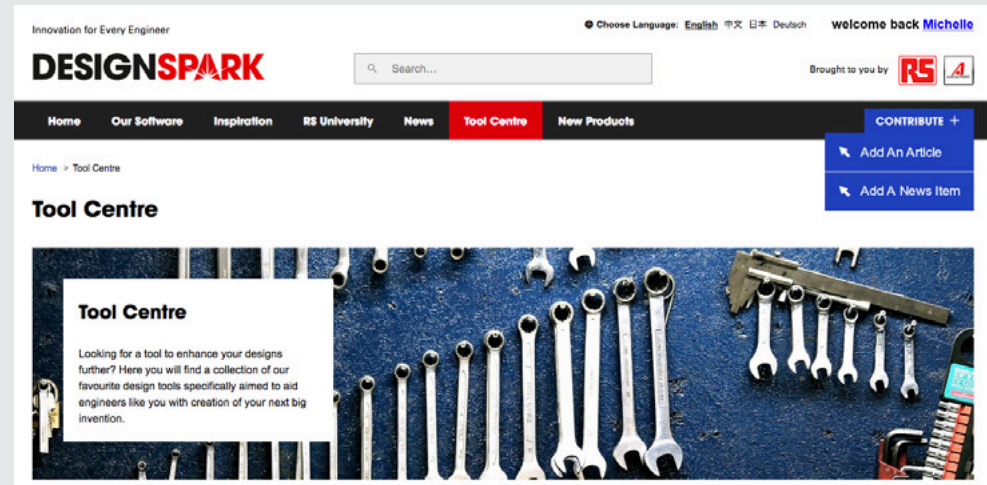 Innovation for Every Engineer
Choose Language: English 中文 日本 Deutsch
welcome back Michelle
DESIGNSPARK
Search...
Brought to you by RS
Home Our Software Inspiration RS University News Tool Centre New Products CONTRIBUTE +
Add An Article
Add A News Item
Home > Tool Centre
Tool Centre
Tool Centre
Looking for a tool to enhance your designs
further? Here you will find a collection of our
favourite design tools specifically aimed to aid
engineers like you with creation of your next big
invention.